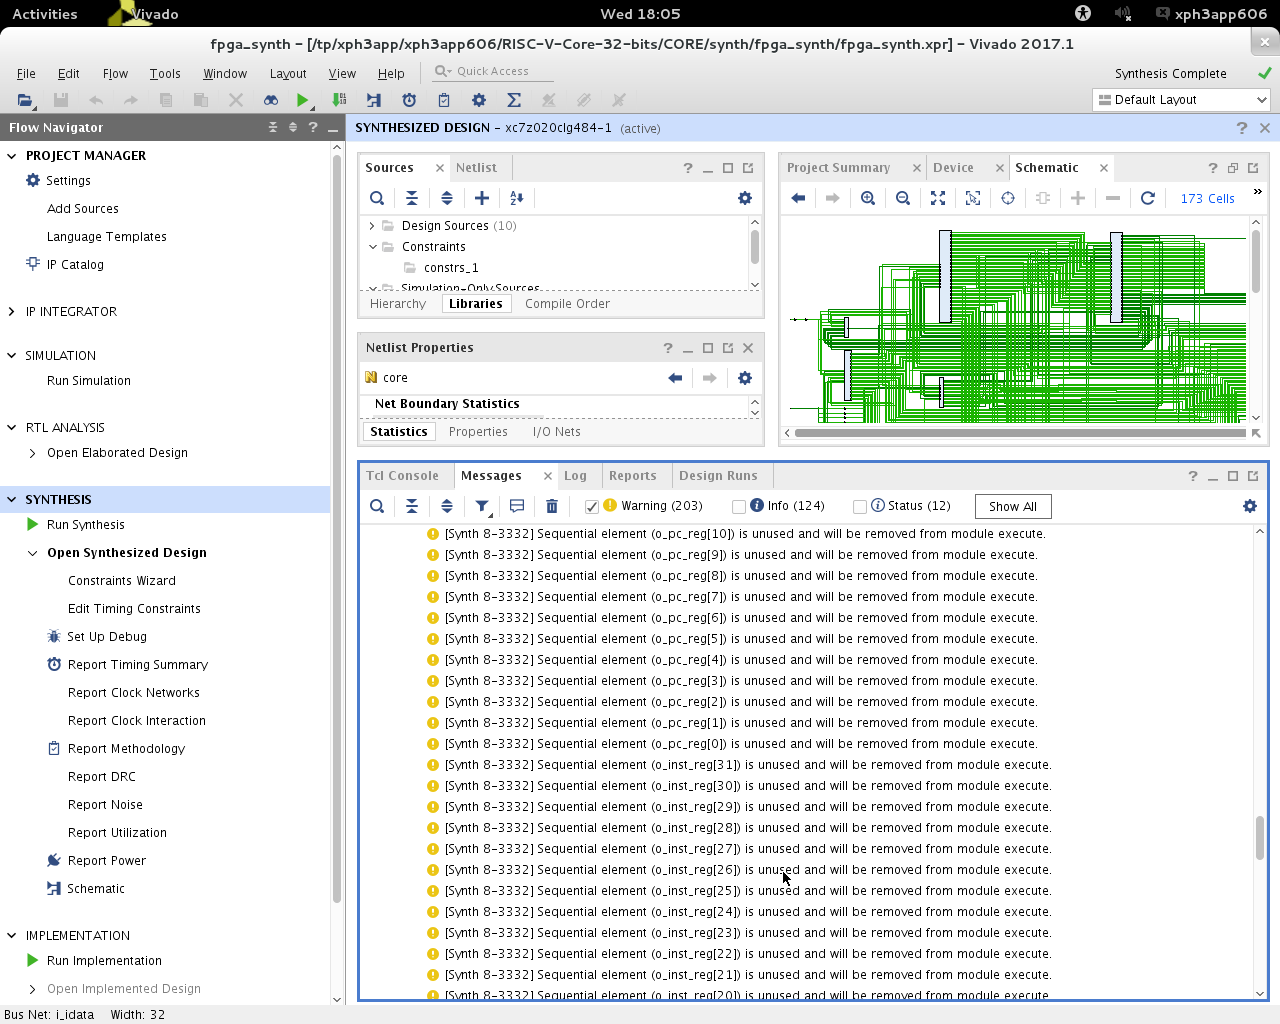 Activities Vivado Wed 18:05 xph3app606
fpga_synth - [/tp/xph3app/xph3app606/RISC-V-Core-32-bits/CORE/synth/fpga_synth/fpga_synth.xpr] - Vivado 2017.1
File Edit Flow Tools Window Layout View Help Quick Access Synthesis Complete
Default Layout
Flow Navigator
PROJECT MANAGER
Settings
Add Sources
Language Templates
IP Catalog
IP INTEGRATOR
SIMULATION
Run Simulation
RTL ANALYSIS
Open Elaborated Design
SYNTHESIS
Run Synthesis
Open Synthesized Design
Constraints Wizard
Edit Timing Constraints
Set Up Debug
Report Timing Summary
Report Clock Networks
Report Clock Interaction
Report Methodology
Report DRC
Report Noise
Report Utilization
Report Power
Schematic
IMPLEMENTATION
Run Implementation
Open Implemented Design
SYNTHESIZED DESIGN - xc7z020clg484-1 (active)
Sources Netlist
Design Sources (10)
Constraints
constrs_1
Simulation-Only Sources
Hierarchy Libraries Compile Order
Netlist Properties
core
Net Boundary Statistics
Statistics Properties I/O Nets
Project Summary Device Schematic
173 Cells
Tcl Console Messages Log Reports Design Runs
Warning (203) Info (124) Status (12) Show All
[Synth 8-3332] Sequential element (o_pc_reg[10]) is unused and will be removed from module execute.
[Synth 8-3332] Sequential element (o_pc_reg[9]) is unused and will be removed from module execute.
[Synth 8-3332] Sequential element (o_pc_reg[8]) is unused and will be removed from module execute.
[Synth 8-3332] Sequential element (o_pc_reg[7]) is unused and will be removed from module execute.
[Synth 8-3332] Sequential element (o_pc_reg[6]) is unused and will be removed from module execute.
[Synth 8-3332] Sequential element (o_pc_reg[5]) is unused and will be removed from module execute.
[Synth 8-3332] Sequential element (o_pc_reg[4]) is unused and will be removed from module execute.
[Synth 8-3332] Sequential element (o_pc_reg[3]) is unused and will be removed from module execute.
[Synth 8-3332] Sequential element (o_pc_reg[2]) is unused and will be removed from module execute.
[Synth 8-3332] Sequential element (o_pc_reg[1]) is unused and will be removed from module execute.
[Synth 8-3332] Sequential element (o_pc_reg[0]) is unused and will be removed from module execute.
[Synth 8-3332] Sequential element (o_inst_reg[31]) is unused and will be removed from module execute.
[Synth 8-3332] Sequential element (o_inst_reg[30]) is unused and will be removed from module execute.
[Synth 8-3332] Sequential element (o_inst_reg[29]) is unused and will be removed from module execute.
[Synth 8-3332] Sequential element (o_inst_reg[28]) is unused and will be removed from module execute.
[Synth 8-3332] Sequential element (o_inst_reg[27]) is unused and will be removed from module execute.
[Synth 8-3332] Sequential element (o_inst_reg[26]) is unused and will be removed from module execute.
[Synth 8-3332] Sequential element (o_inst_reg[25]) is unused and will be removed from module execute.
[Synth 8-3332] Sequential element (o_inst_reg[24]) is unused and will be removed from module execute.
[Synth 8-3332] Sequential element (o_inst_reg[23]) is unused and will be removed from module execute.
[Synth 8-3332] Sequential element (o_inst_reg[22]) is unused and will be removed from module execute.
[Synth 8-3332] Sequential element (o_inst_reg[21]) is unused and will be removed from module execute.
[Synth 8-3332] Sequential element (o_inst_reg[20]) is unused and will be removed from module execute.
Bus Net: i_idata Width: 32